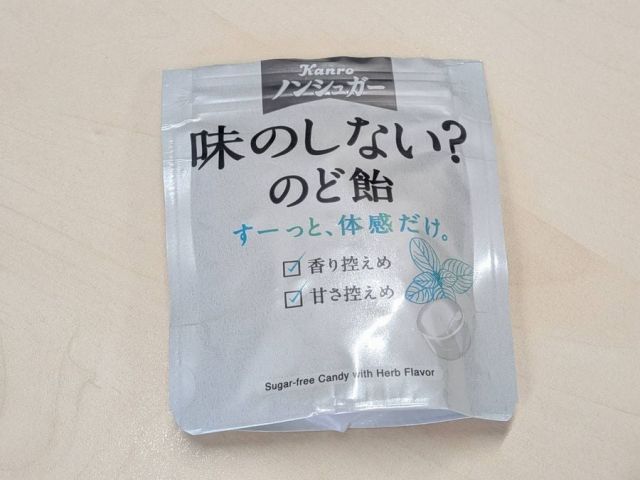 Kanro
ノンシュガー
味のしない?
のど飴
すーっと、体感だけ。
香り控えめ
甘さ控えめ
Sugar-free Candy with Herb Flavor